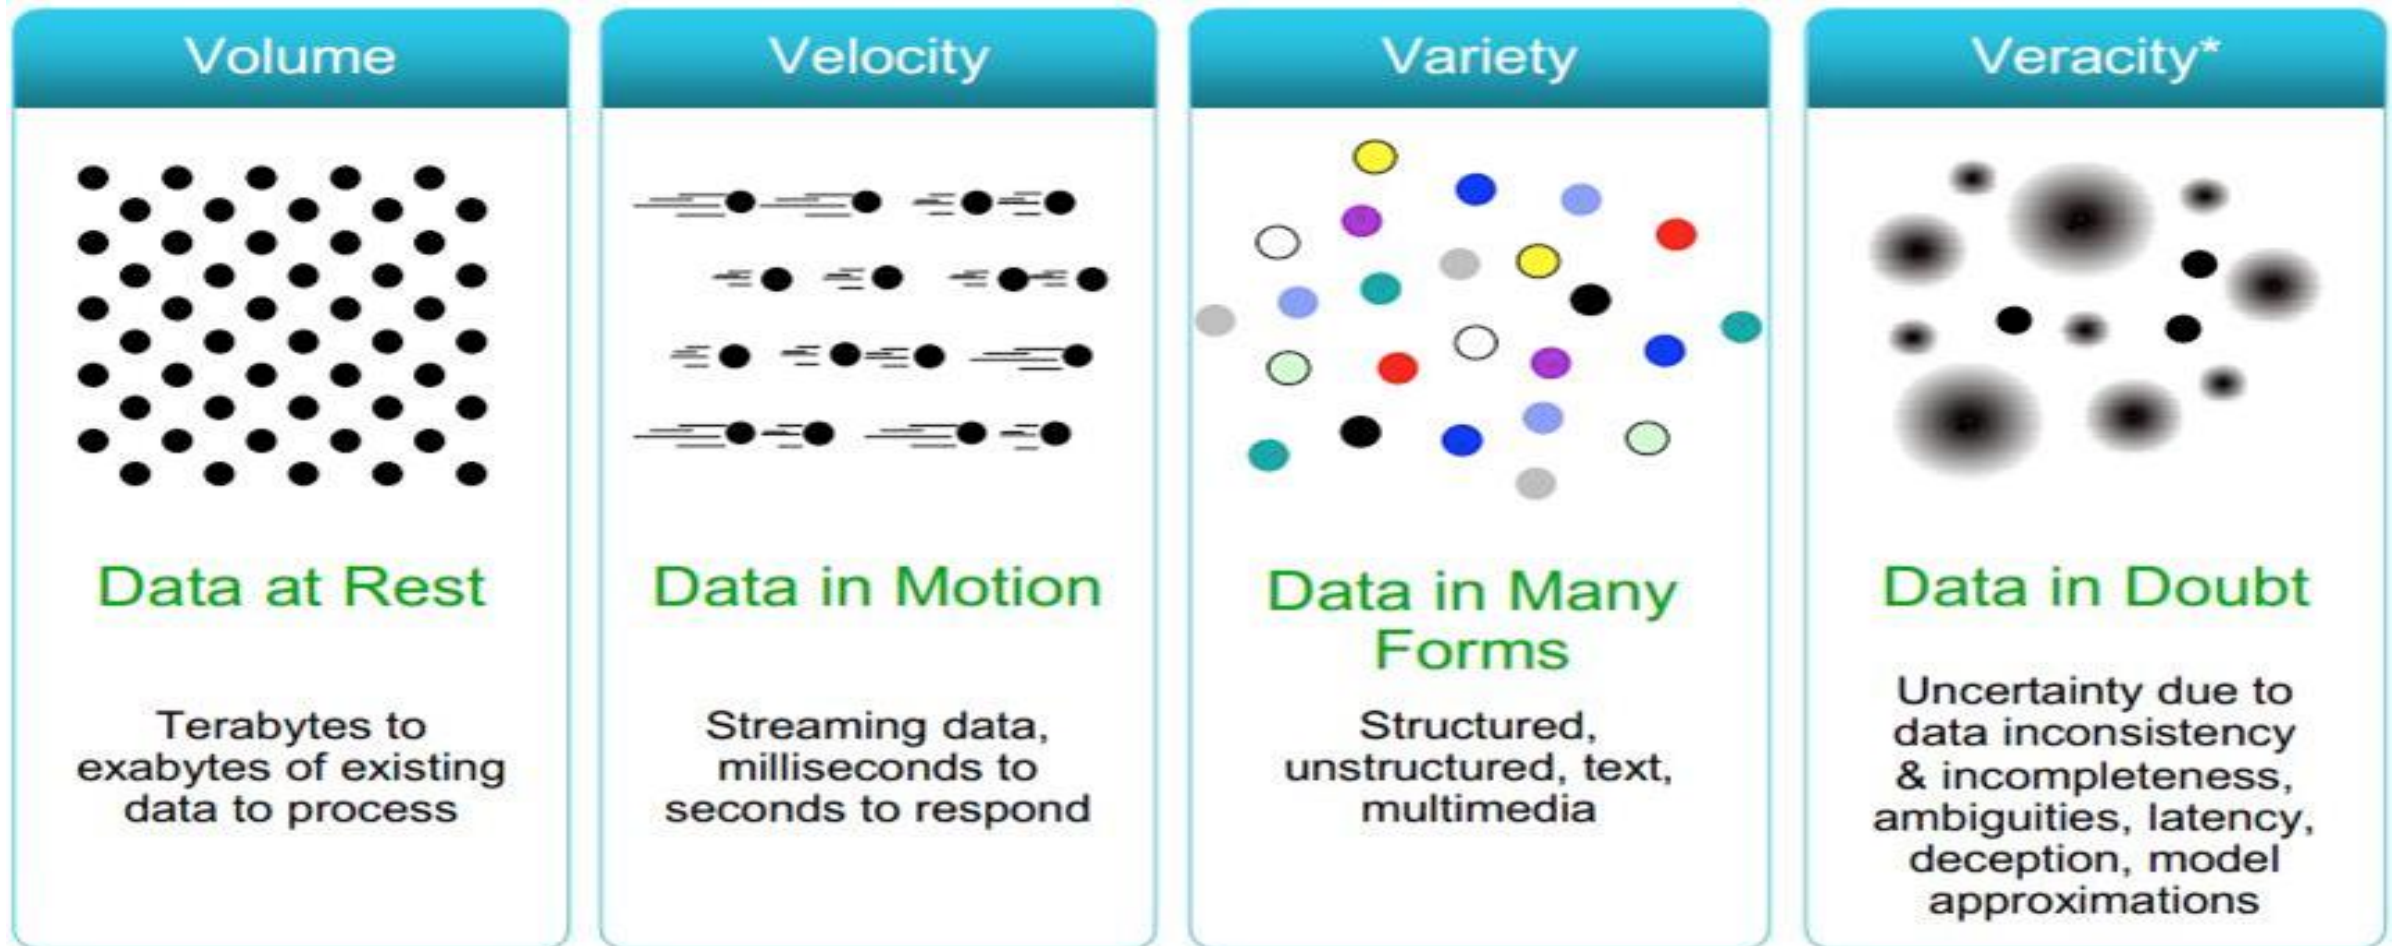 Volume
Data at Rest
Terabytes to
exabytes of existing
data to process
Velocity
Data in Motion
Streaming data,
milliseconds to
seconds to respond
Variety
Data in Many
Forms
Structured,
unstructured, text,
multimedia
Veracity*
Data in Doubt
Uncertainty due to
data inconsistency
& incompleteness,
ambiguities, latency,
deception, model
approximations